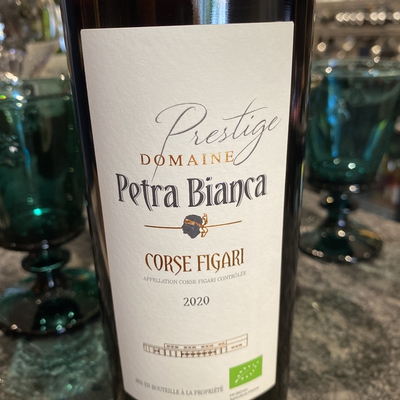 Prestige
DOMAINE
Petra Bianca
CORSE FIGARI
APPELLATION CORSE FIGARI CONTRÔLÉE
2020
MIS EN BOUTEILLE À LA PROPRIÉTÉ